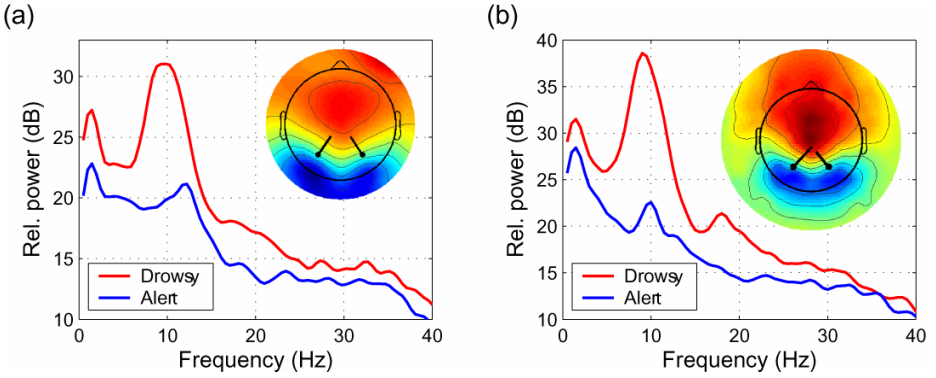 (a)
Rel. power (dB)
30
25
20
15
10
Drowsy
Alert
0 10 20 30 40
Frequency (Hz)
(b)
Rel. power (dB)
40
35
30
25
20
15
10
Drowsy
Alert
0 10 20 30 40
Frequency (Hz)